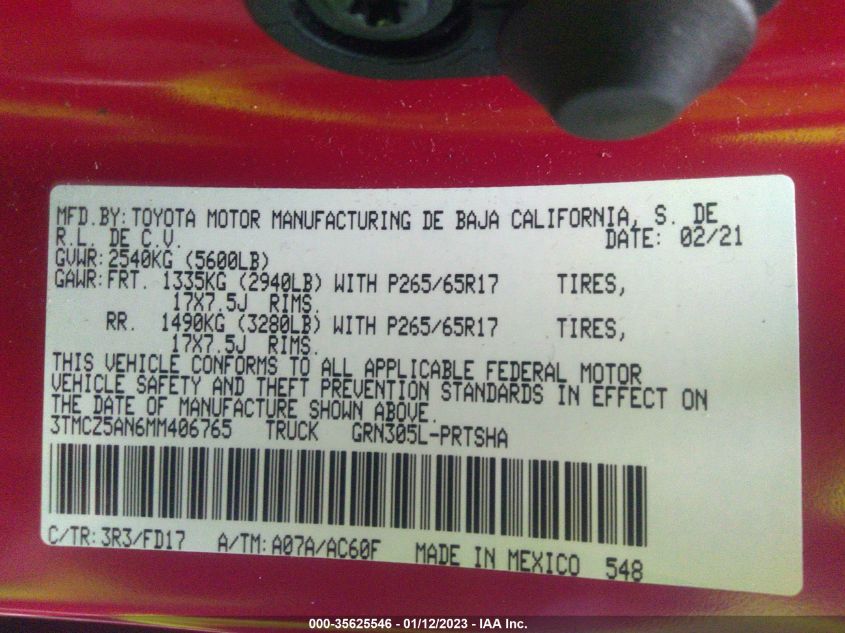 MFD.BY: TOYOTA MOTOR MANUFACTURING DE BAJA CALIFORNIA, S. DE
R.L. DE C.V. DATE: 02/21
GVWR: 2540KG (5600LB)
GAWR: FRT. 1335KG (2940LB) WITH P265/65R17 TIRES,
17X7.5J RIMS.
RR. 1490KG (3280LB) WITH P265/65R17 TIRES,
17X7.5J RIMS.
THIS VEHICLE CONFORMS TO ALL APPLICABLE FEDERAL MOTOR
VEHICLE SAFETY AND THEFT PREVENTION STANDARDS IN EFFECT ON
THE DATE OF MANUFACTURE SHOWN ABOVE.
3TMCZ5AN6MM406765 TRUCK GRN305L-PRTSHA
C/TR: 3R3/FD17 A/TM: A07A/AC60F MADE IN MEXICO 548
000-35625546 - 01/12/2023 - IAA Inc.